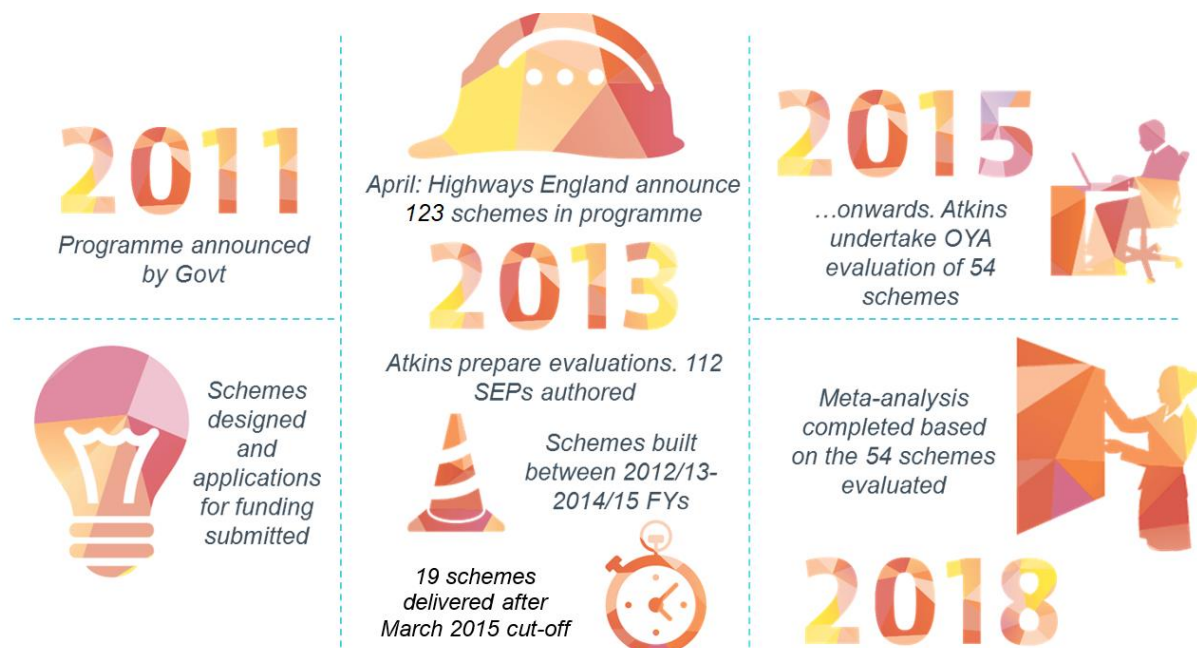 2011
Programme announced
by Govt
Schemes
designed
and
applications
for funding
submitted
April: Highways England announce
123 schemes in programme
2013
Atkins prepare evaluations. 112
SEPs authored
Schemes built
between 2012/13-
2014/15 FYs
19 schemes
delivered after
March 2015 cut-off
2015
…onwards. Atkins
undertake OYA
evaluation of 54
schemes
Meta-analysis
completed based
on the 54 schemes
evaluated
2018